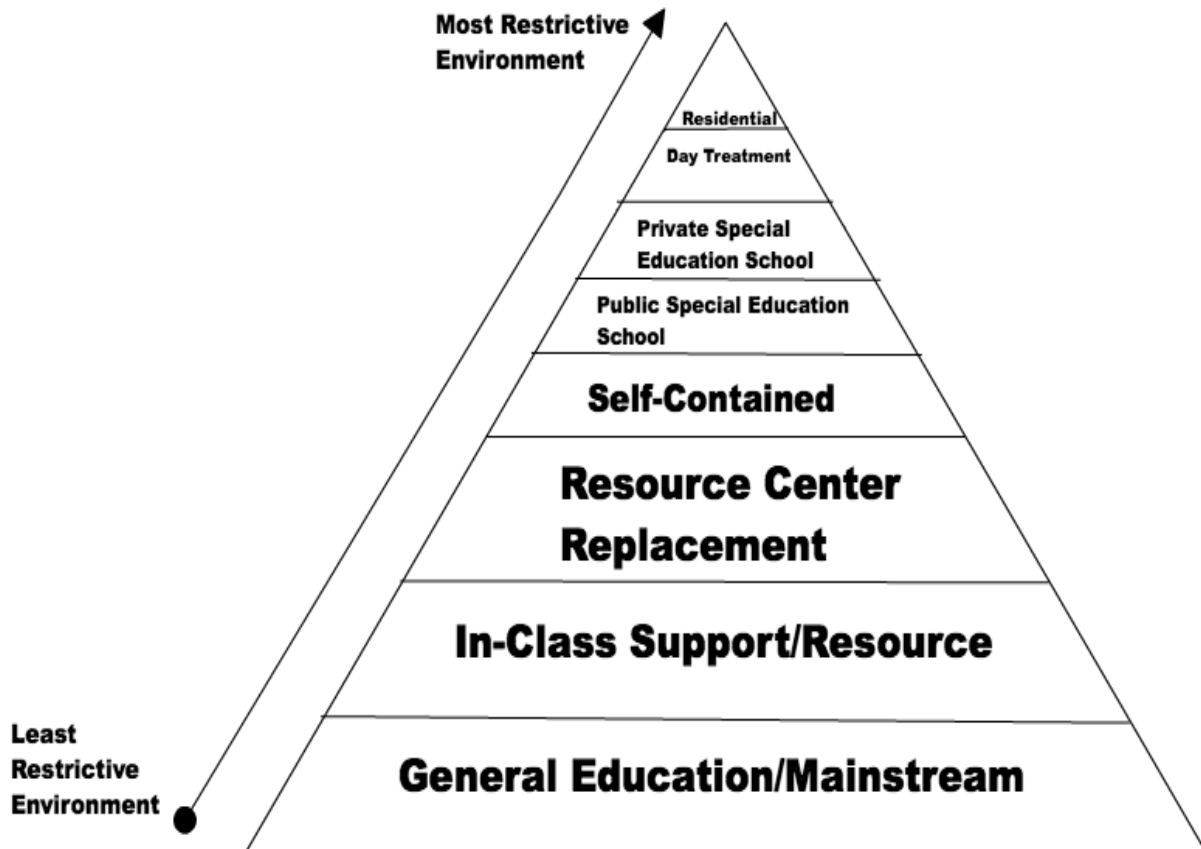 Most Restrictive
Environment
Residential
Day Treatment
Private Special
Education School
Public Special Education
School
Self-Contained
Resource Center
Replacement
In-Class Support/Resource
Least
Restrictive
Environment
General Education/Mainstream